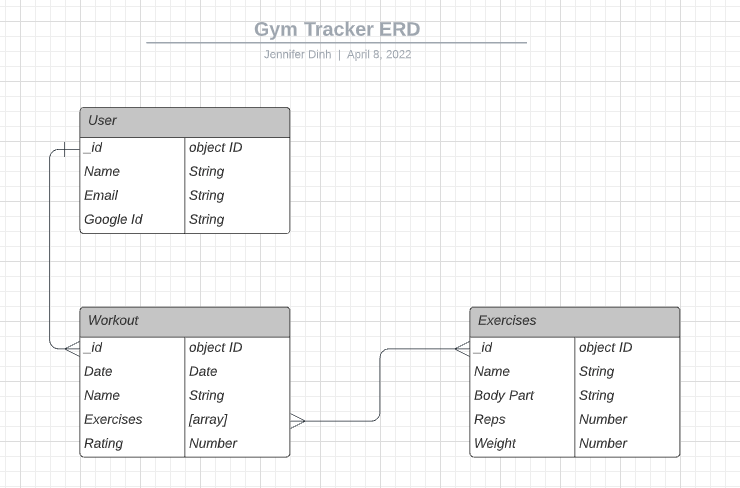 Gym Tracker ERD
Jennifer Dinh | April 8, 2022
User
_id object ID
Name String
Email String
Google Id String
Workout
_id object ID
Date Date
Name String
Exercises [array]
Rating Number
Exercises
_id object ID
Name String
Body Part String
Reps Number
Weight Number